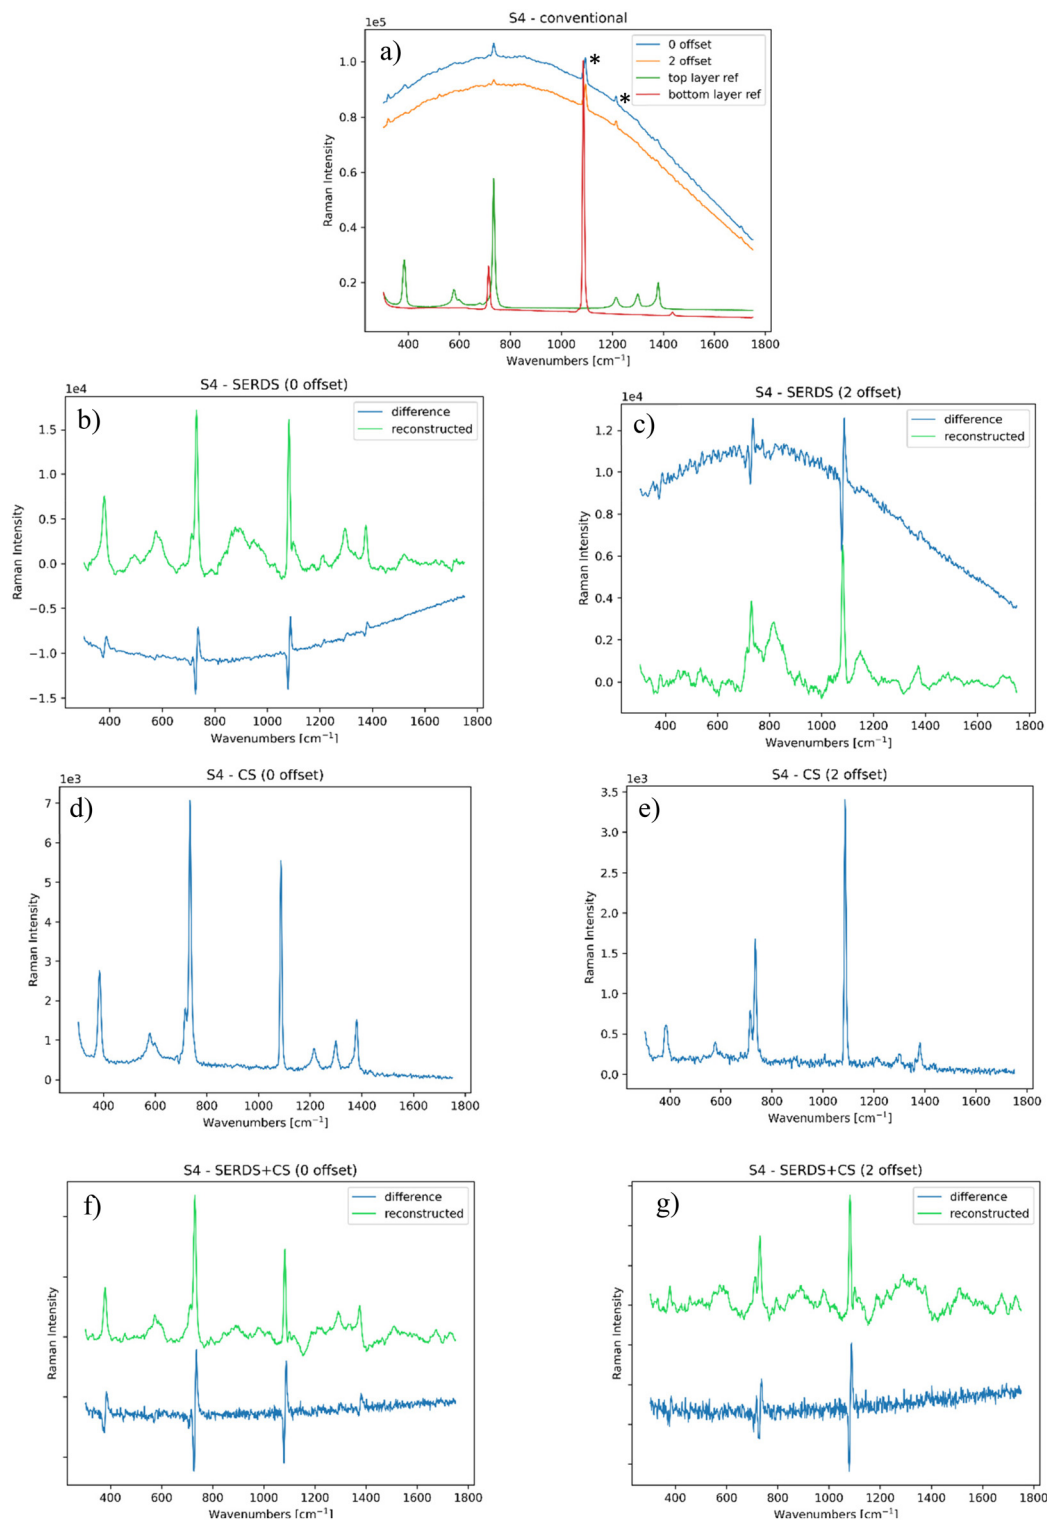 S4 - conventional
1e5
a)
0 offset
2 offset
top layer ref
bottom layer ref
*
*
1.0
0.8
0.6
0.4
0.2
Raman Intensity
400 600 800 1000 1200 1400 1600 1800
Wavenumbers [cm⁻¹]
S4 - SERDS (0 offset)
1e4
b)
difference
reconstructed
1.5
1.0
0.5
0.0
−0.5
−1.0
−1.5
Raman Intensity
400 600 800 1000 1200 1400 1600 1800
Wavenumbers [cm⁻¹]
S4 - SERDS (2 offset)
1e4
c)
difference
reconstructed
1.2
1.0
0.8
0.6
0.4
0.2
0.0
Raman Intensity
400 600 800 1000 1200 1400 1600 1800
Wavenumbers [cm⁻¹]
S4 - CS (0 offset)
1e3
d)
7
6
5
4
3
2
1
0
Raman Intensity
400 600 800 1000 1200 1400 1600 1800
Wavenumbers [cm⁻¹]
S4 - CS (2 offset)
1e3
e)
3.5
3.0
2.5
2.0
1.5
1.0
0.5
0.0
Raman Intensity
400 600 800 1000 1200 1400 1600 1800
Wavenumbers [cm⁻¹]
S4 - SERDS+CS (0 offset)
f)
difference
reconstructed
Raman Intensity
400 600 800 1000 1200 1400 1600 1800
Wavenumbers [cm⁻¹]
S4 - SERDS+CS (2 offset)
g)
difference
reconstructed
Raman Intensity
400 600 800 1000 1200 1400 1600 1800
Wavenumbers [cm⁻¹]